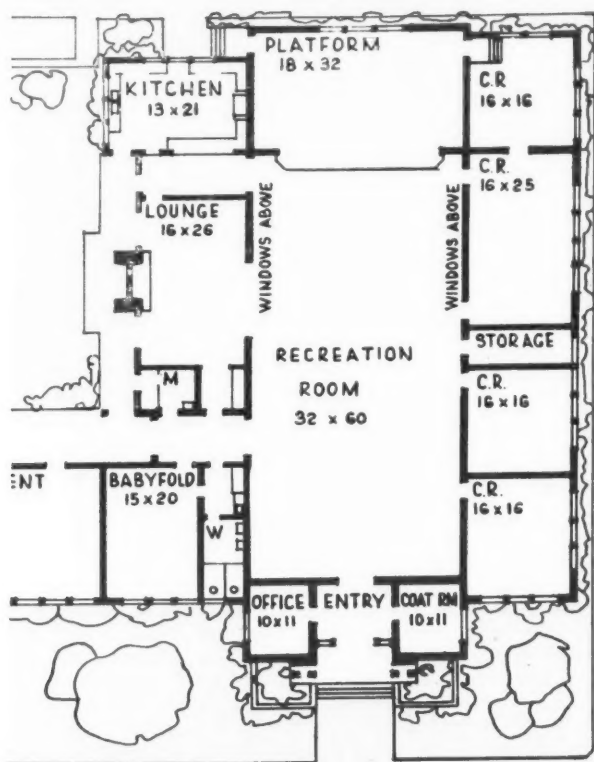 PLATFORM
18 x 32
KITCHEN
13 x 21
C.R.
16 x 16
C.R.
16 x 25
LOUNGE
16 x 26
WINDOWS ABOVE
WINDOWS ABOVE
STORAGE
RECREATION
ROOM
32 x 60
M
C.R.
16 x 16
ENT
BABYFOLD
15 x 20
C.R.
16 x 16
W
OFFICE
10 x 11
ENTRY
COAT RM
10 x 11